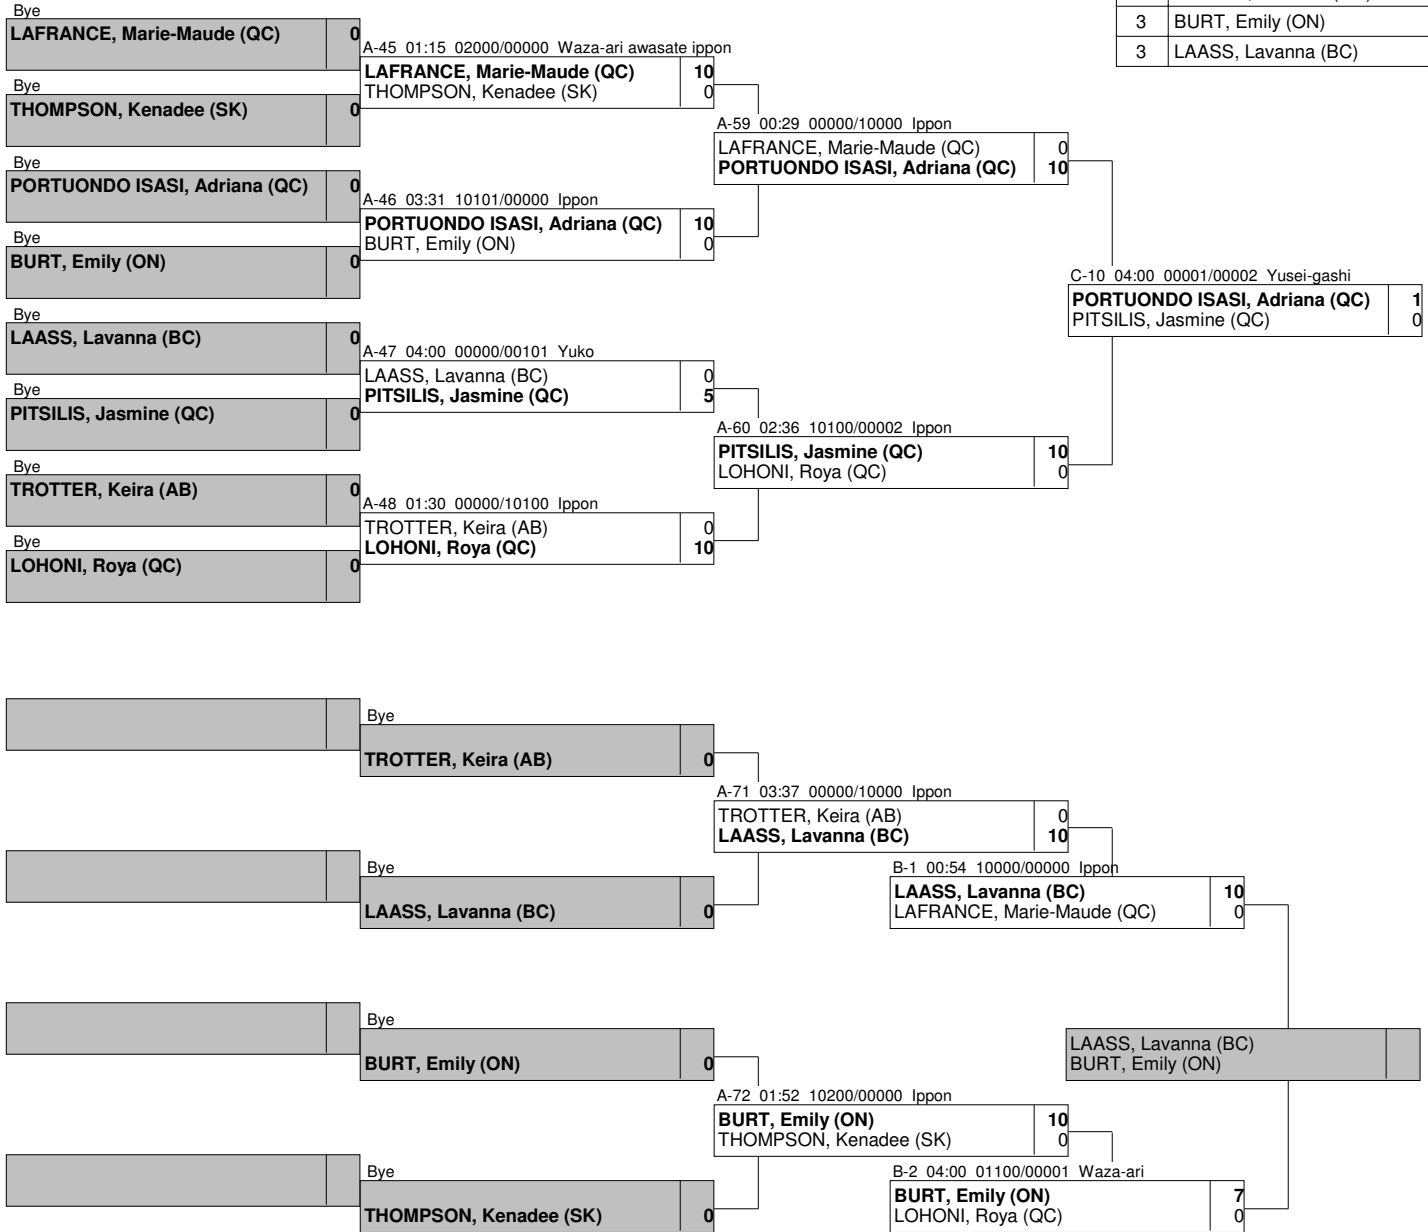 3 BURT, Emily (ON)
3 LAASS, Lavanna (BC)
Bye
LAFRANCE, Marie-Maude (QC) 0
Bye
THOMPSON, Kenadee (SK) 0
Bye
PORTUONDO ISASI, Adriana (QC) 0
Bye
BURT, Emily (ON) 0
Bye
LAASS, Lavanna (BC) 0
Bye
PITSILIS, Jasmine (QC) 0
Bye
TROTTER, Keira (AB) 0
Bye
LOHONI, Roya (QC) 0
A-45 01:15 02000/00000 Waza-ari awasate ippon
LAFRANCE, Marie-Maude (QC) 10
THOMPSON, Kenadee (SK) 0
A-46 03:31 10101/00000 Ippon
PORTUONDO ISASI, Adriana (QC) 10
BURT, Emily (ON) 0
A-47 04:00 00000/00101 Yuko
LAASS, Lavanna (BC) 0
PITSILIS, Jasmine (QC) 5
A-48 01:30 00000/10100 Ippon
TROTTER, Keira (AB) 0
LOHONI, Roya (QC) 10
A-59 00:29 00000/10000 Ippon
LAFRANCE, Marie-Maude (QC) 0
PORTUONDO ISASI, Adriana (QC) 10
A-60 02:36 10100/00002 Ippon
PITSILIS, Jasmine (QC) 10
LOHONI, Roya (QC) 0
C-10 04:00 00001/00002 Yusei-gashi
PORTUONDO ISASI, Adriana (QC) 1
PITSILIS, Jasmine (QC) 0
Bye
TROTTER, Keira (AB) 0
Bye
LAASS, Lavanna (BC) 0
Bye
BURT, Emily (ON) 0
Bye
THOMPSON, Kenadee (SK) 0
A-71 03:37 00000/10000 Ippon
TROTTER, Keira (AB) 0
LAASS, Lavanna (BC) 10
B-1 00:54 10000/00000 Ippon
LAASS, Lavanna (BC) 10
LAFRANCE, Marie-Maude (QC) 0
A-72 01:52 10200/00000 Ippon
BURT, Emily (ON) 10
THOMPSON, Kenadee (SK) 0
B-2 04:00 01100/00001 Waza-ari
BURT, Emily (ON) 7
LOHONI, Roya (QC) 0
LAASS, Lavanna (BC)
BURT, Emily (ON)